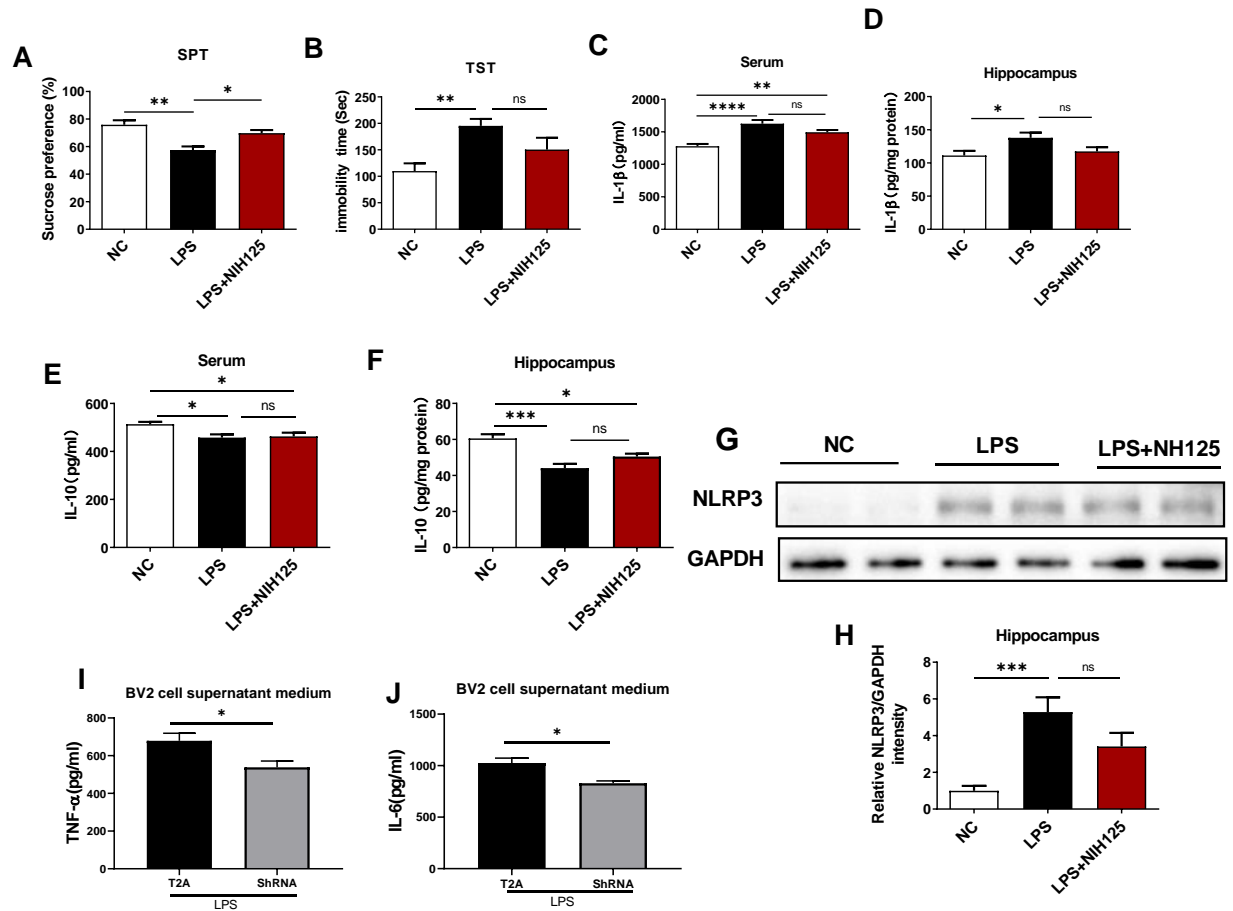 A
SPT
**
*
Sucrose preference (%)
100
80
60
40
20
0
NC
LPS
LPS+NIH125
B
TST
**
ns
immobility time (Sec)
250
200
150
100
50
0
NC
LPS
LPS+NIH125
C
Serum
**
****
ns
IL-1β (pg/ml)
2000
1500
1000
500
0
NC
LPS
LPS+NIH125
D
Hippocampus
*
ns
IL-1β (pg/mg protein)
200
150
100
50
0
NC
LPS
LPS+NIH125
E
Serum
*
*
ns
IL-10 (pg/ml)
600
400
200
0
NC
LPS
LPS+NIH125
F
Hippocampus
*
***
ns
IL-10 (pg/mg protein)
80
60
40
20
0
NC
LPS
LPS+NIH125
G
NC
LPS
LPS+NH125
NLRP3
GAPDH
H
Hippocampus
***
ns
Relative NLRP3/GAPDH
intensity
8
6
4
2
0
NC
LPS
LPS+NIH125
I
BV2 cell supernatant medium
*
TNF-α(pg/ml)
800
600
400
200
0
T2A
ShRNA
LPS
J
BV2 cell supernatant medium
*
IL-6(pg/ml)
1500
1000
500
0
T2A
ShRNA
LPS